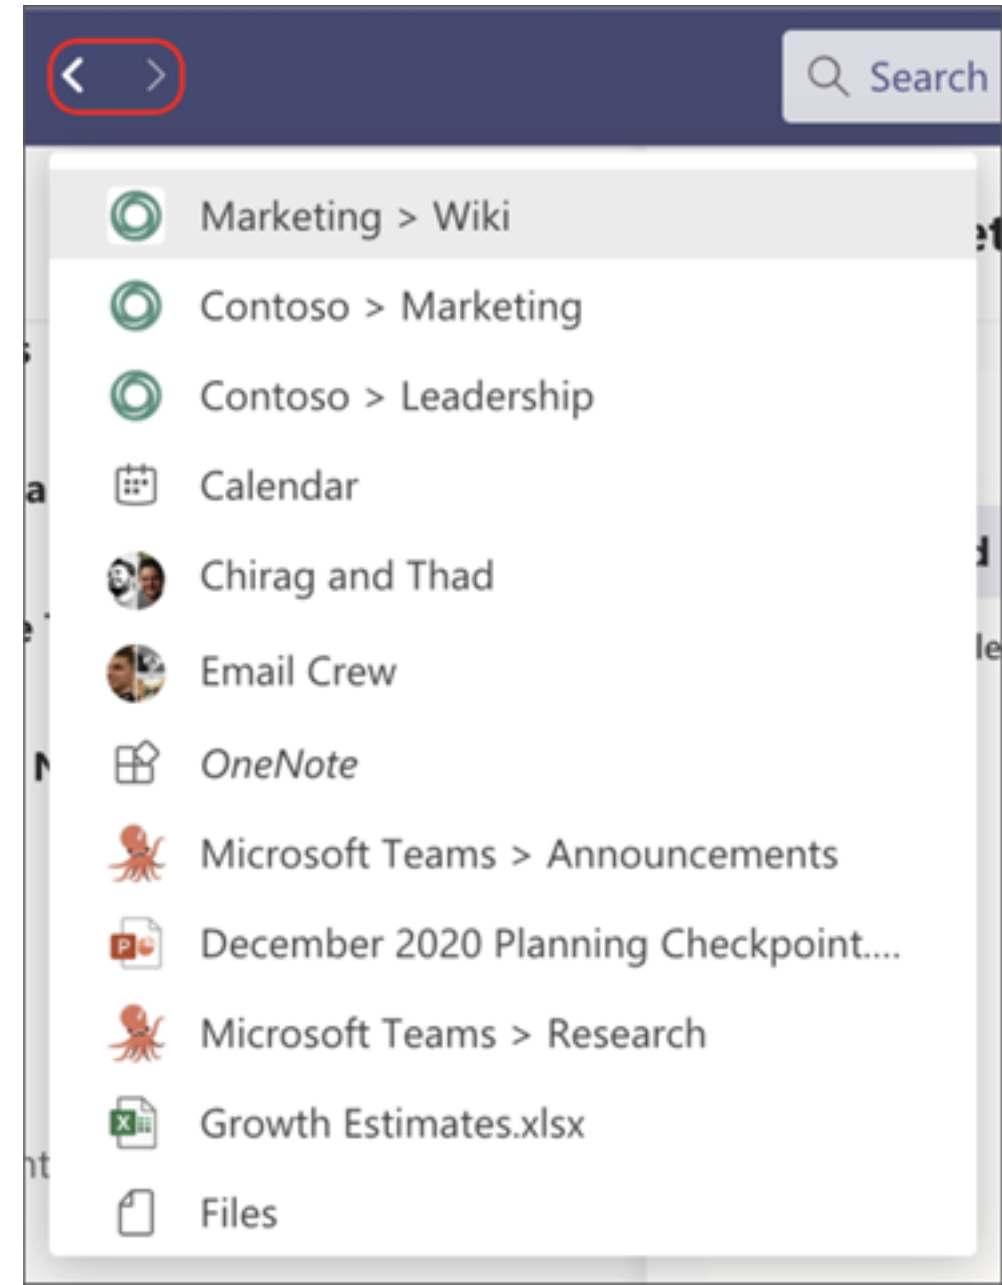 Search
Marketing > Wiki
Contoso > Marketing
Contoso > Leadership
Calendar
Chirag and Thad
Email Crew
OneNote
Microsoft Teams > Announcements
December 2020 Planning Checkpoint....
Microsoft Teams > Research
Growth Estimates.xlsx
Files